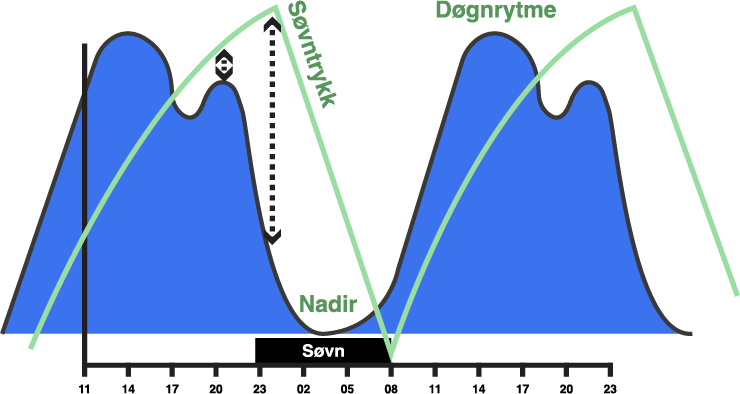 Døgnrytme
Søvntrykk
Nadir
Søvn
11 14 17 20 23 02 05 08 11 14 17 20 23